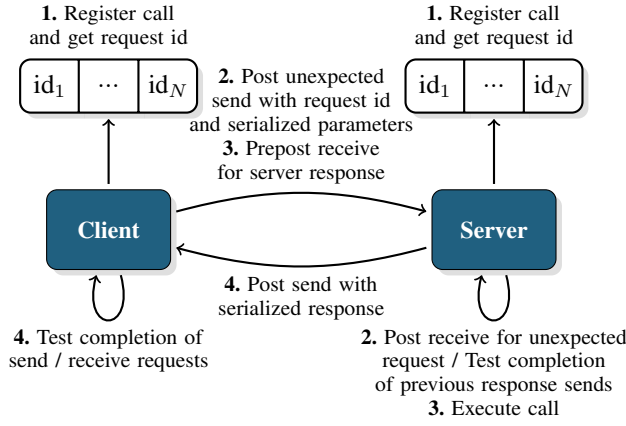 1. Register call
and get request id
id1 ... idN
1. Register call
and get request id
id1 ... idN
2. Post unexpected
send with request id
and serialized parameters
3. Prepost receive
for server response
Client
Server
4. Post send with
serialized response
4. Test completion of
send / receive requests
2. Post receive for unexpected
request / Test completion
of previous response sends
3. Execute call